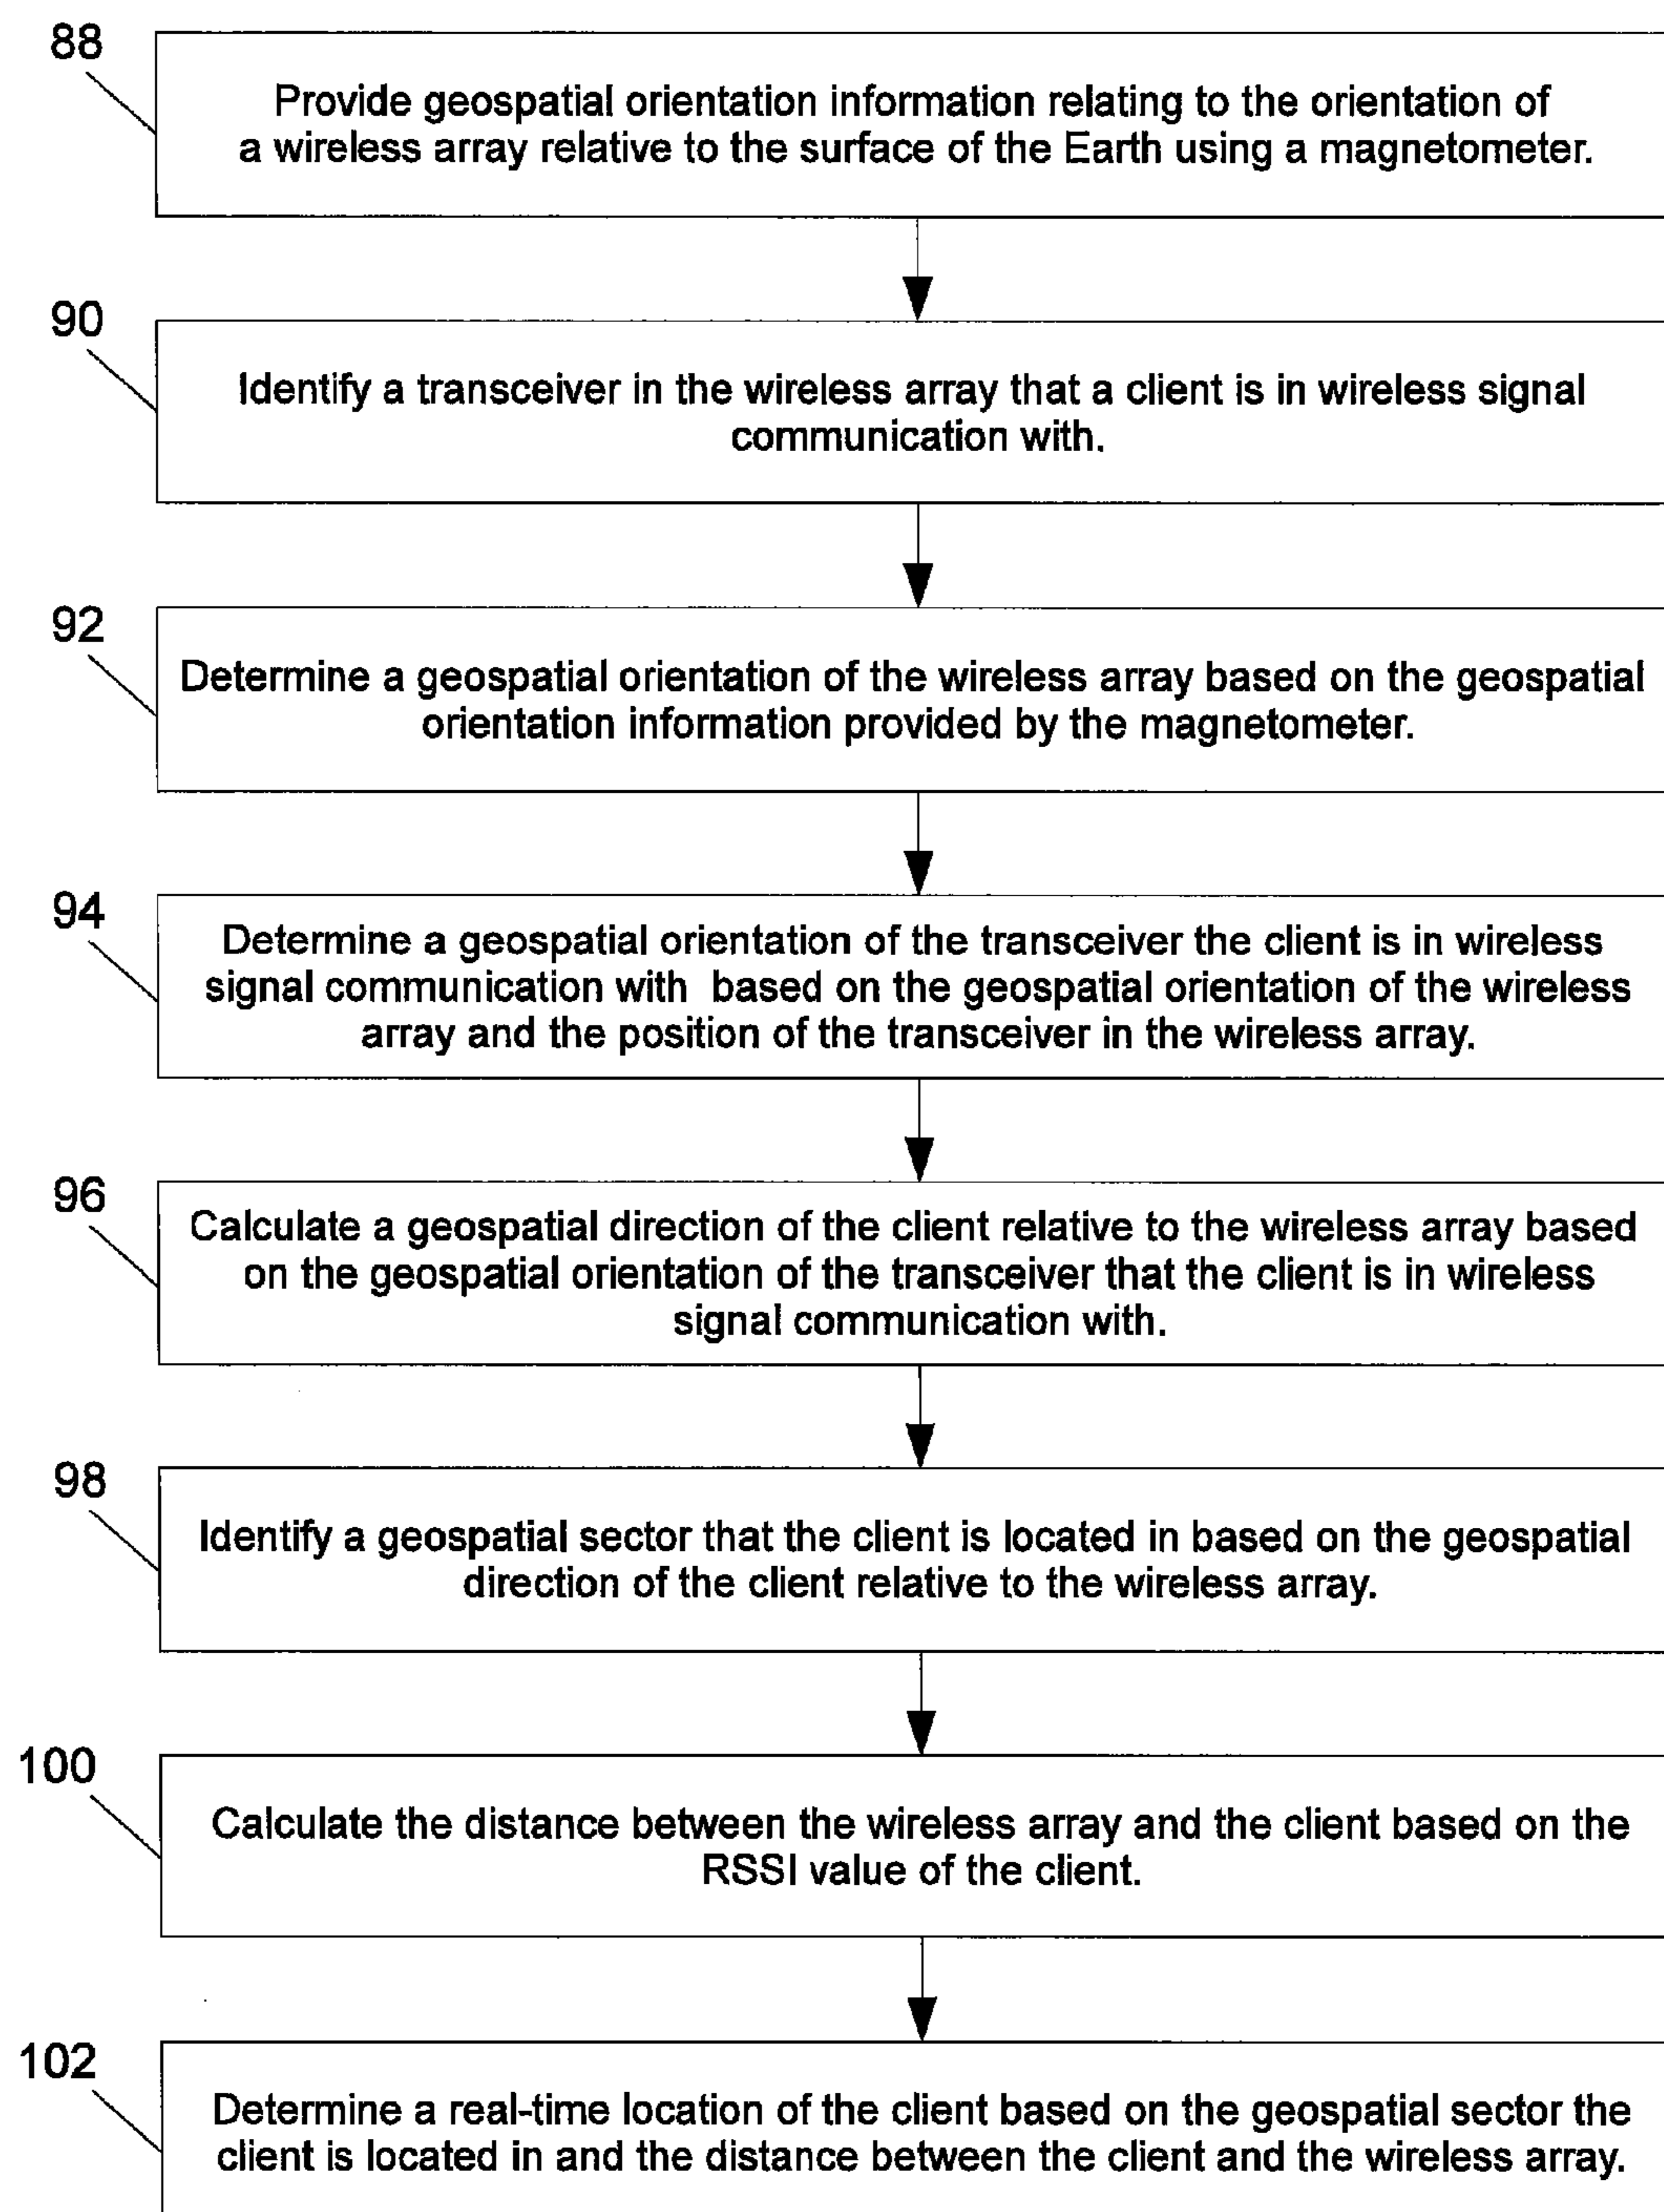 88
Provide geospatial orientation information relating to the orientation of
a wireless array relative to the surface of the Earth using a magnetometer.
90
Identify a transceiver in the wireless array that a client is in wireless signal
communication with.
92
Determine a geospatial orientation of the wireless array based on the geospatial
orientation information provided by the magnetometer.
94
Determine a geospatial orientation of the transceiver the client is in wireless
signal communication with based on the geospatial orientation of the wireless
array and the position of the transceiver in the wireless array.
96
Calculate a geospatial direction of the client relative to the wireless array based
on the geospatial orientation of the transceiver that the client is in wireless
signal communication with.
98
Identify a geospatial sector that the client is located in based on the geospatial
direction of the client relative to the wireless array.
100
Calculate the distance between the wireless array and the client based on the
RSSI value of the client.
102
Determine a real-time location of the client based on the geospatial sector the
client is located in and the distance between the client and the wireless array.